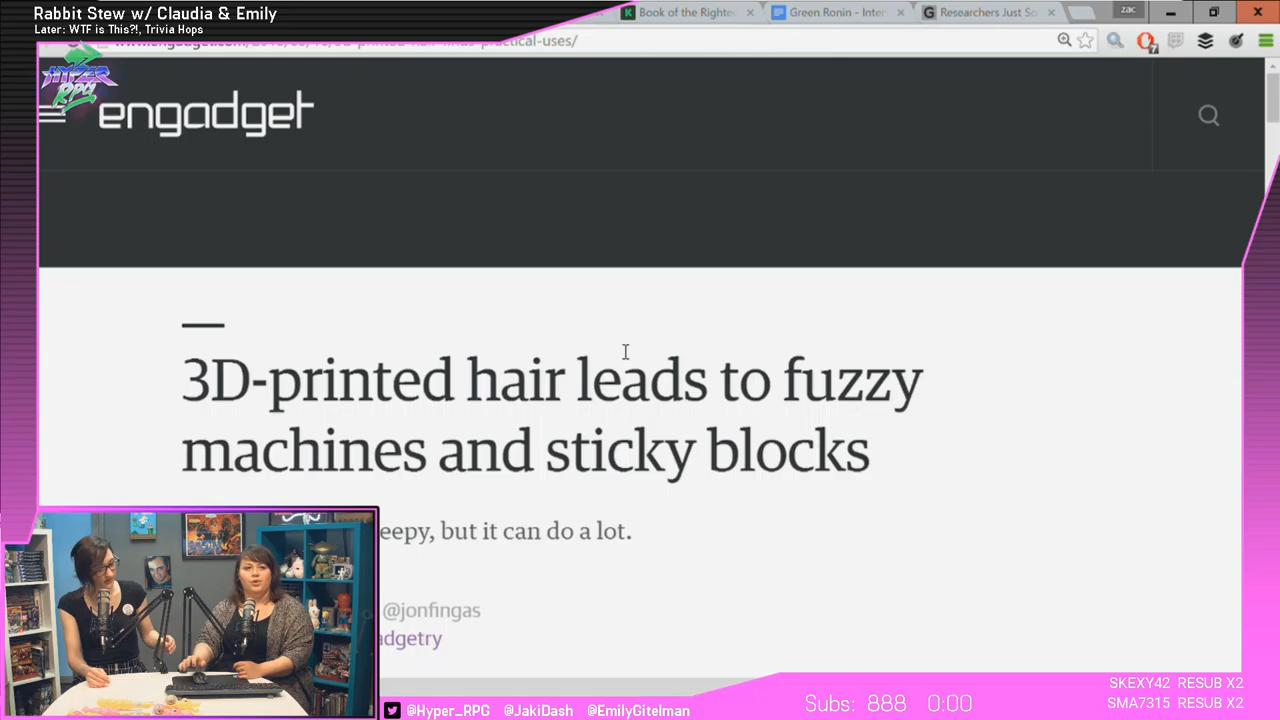 Rabbit Stew w/ Claudia & Emily
Later: WTF is This?!, Trivia Hops
Book of the Righte
Green Ronin - Inter
Researchers Just So
zac
HYPER RPG
engadget
3D-printed hair leads to fuzzy
machines and sticky blocks
eepy, but it can do a lot.
@jonfingas
adgetry
@Hyper_RPG @JakiDash @EmilyGitelman
Subs: 888 0:00
SKEXY42 RESUB X2
SMA7315 RESUB X2